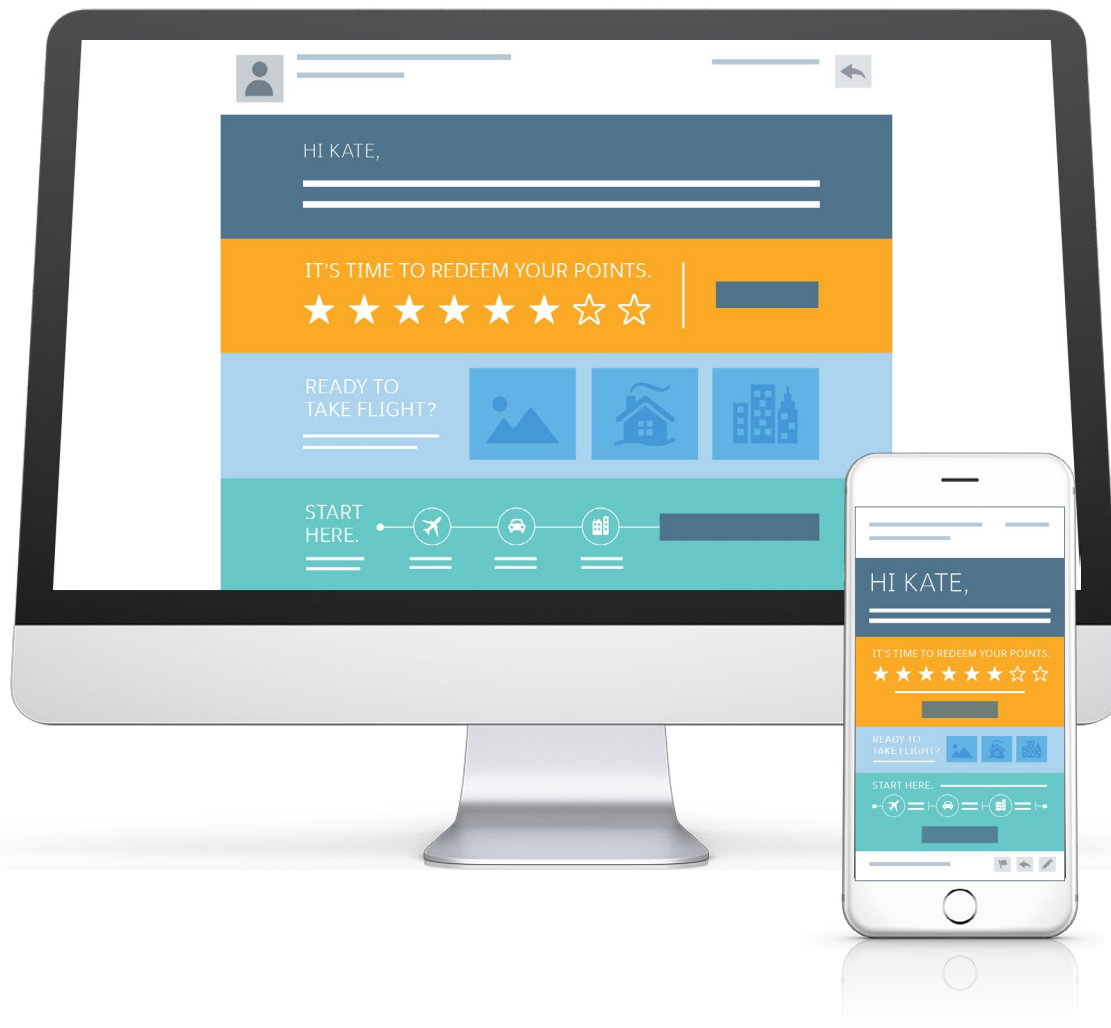 HI KATE,
IT'S TIME TO REDEEM YOUR POINTS.
READY TO
TAKE FLIGHT?
START
HERE.
HI KATE,
IT'S TIME TO REDEEM YOUR POINTS.
READY TO
TAKE FLIGHT?
START HERE.